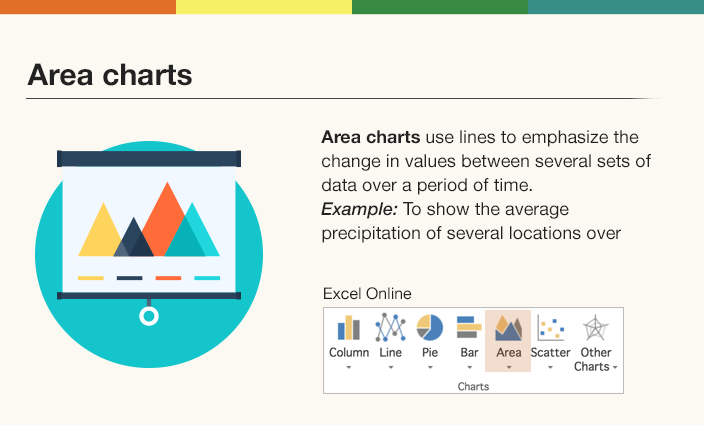 Area charts
Area charts use lines to emphasize the
change in values between several sets of
data over a period of time.
Example: To show the average
precipitation of several locations over
Excel Online
Column Line Pie Bar Area Scatter Other
Charts
Charts